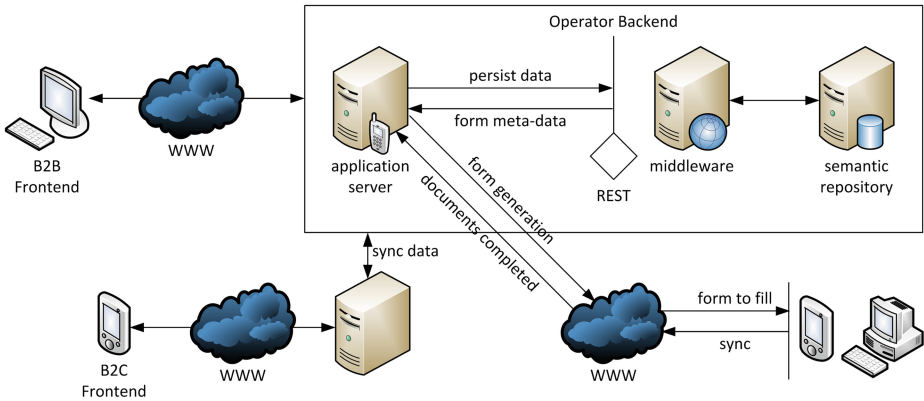 Operator Backend
persist data
form meta-data
B2B
Frontend
WWW
application
server
REST
middleware
semantic
repository
form generation
documents completed
sync data
B2C
Frontend
WWW
WWW
form to fill
sync